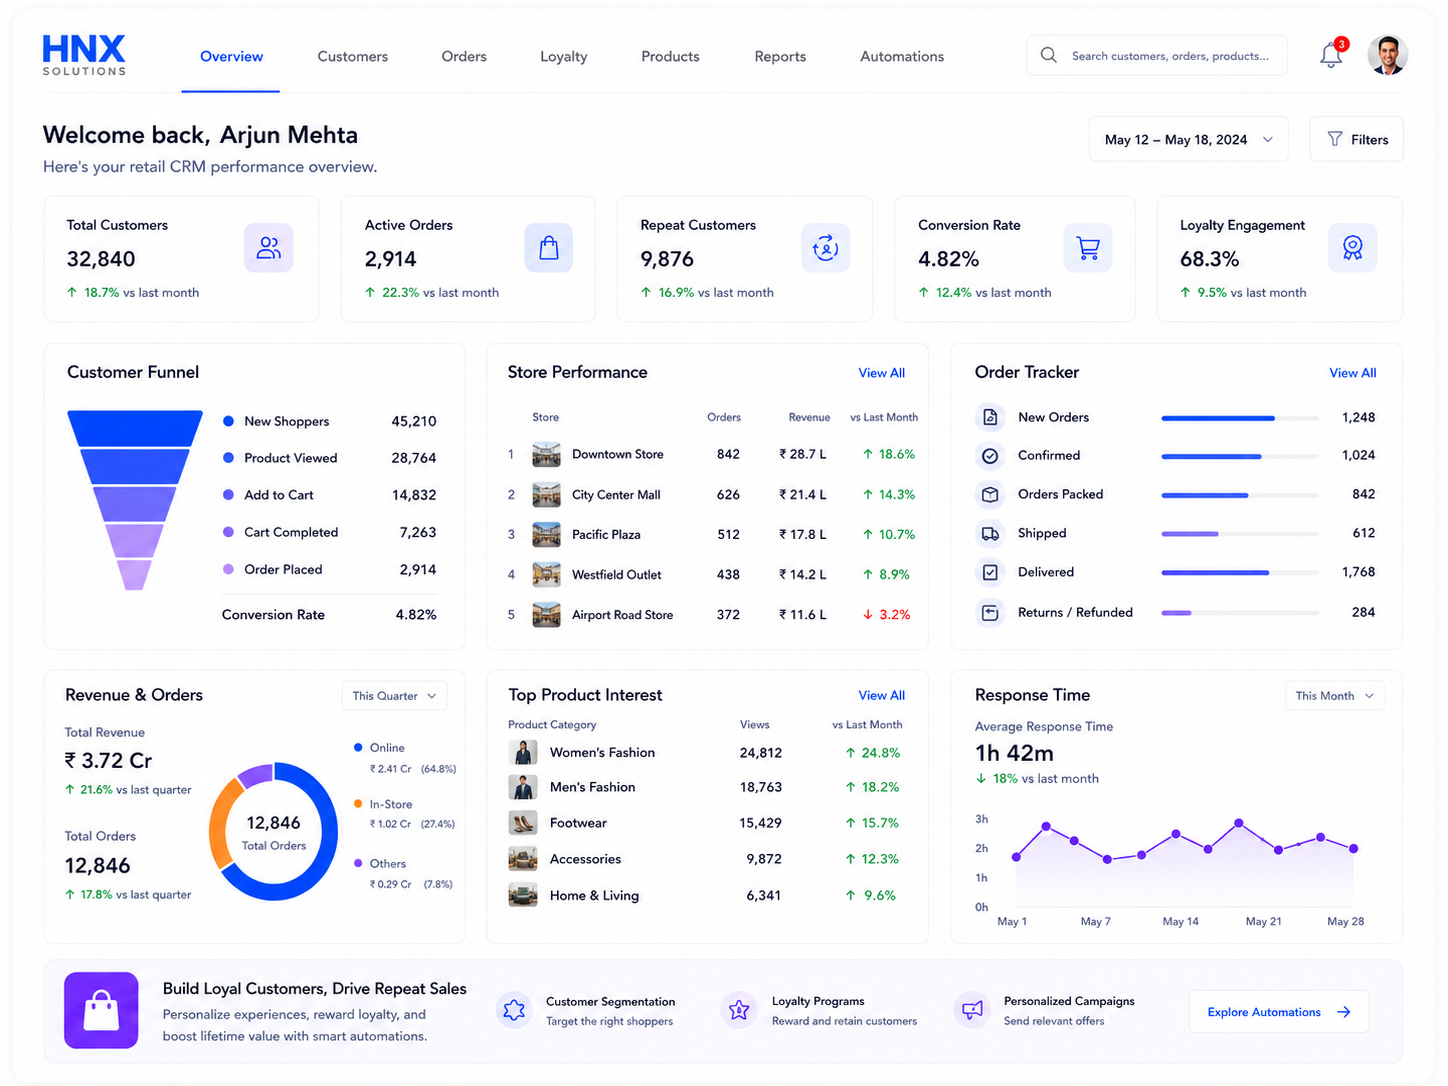 HNX
SOLUTIONS
Overview
Customers
Orders
Loyalty
Products
Reports
Automations
Search customers, orders, products...
3
Welcome back, Arjun Mehta
Here's your retail CRM performance overview.
May 12 – May 18, 2024
Filters
Total Customers
32,840
↑ 18.7% vs last month
Active Orders
2,914
↑ 22.3% vs last month
Repeat Customers
9,876
↑ 16.9% vs last month
Conversion Rate
4.82%
↑ 12.4% vs last month
Loyalty Engagement
68.3%
↑ 9.5% vs last month
Customer Funnel
New Shoppers 45,210
Product Viewed 28,764
Add to Cart 14,832
Cart Completed 7,263
Order Placed 2,914
Conversion Rate 4.82%
Store Performance
View All
Store Orders Revenue vs Last Month
1 Downtown Store 842 ₹ 28.7 L ↑ 18.6%
2 City Center Mall 626 ₹ 21.4 L ↑ 14.3%
3 Pacific Plaza 512 ₹ 17.8 L ↑ 10.7%
4 Westfield Outlet 438 ₹ 14.2 L ↑ 8.9%
5 Airport Road Store 372 ₹ 11.6 L ↓ 3.2%
Order Tracker
View All
New Orders 1,248
Confirmed 1,024
Orders Packed 842
Shipped 612
Delivered 1,768
Returns / Refunded 284
Revenue & Orders
This Quarter
Total Revenue
₹ 3.72 Cr
↑ 21.6% vs last quarter
Total Orders
12,846
↑ 17.8% vs last quarter
12,846
Total Orders
Online
₹ 2.41 Cr (64.8%)
In-Store
₹ 1.02 Cr (27.4%)
Others
₹ 0.29 Cr (7.8%)
Top Product Interest
View All
Product Category Views vs Last Month
Women's Fashion 24,812 ↑ 24.8%
Men's Fashion 18,763 ↑ 18.2%
Footwear 15,429 ↑ 15.7%
Accessories 9,872 ↑ 12.3%
Home & Living 6,341 ↑ 9.6%
Response Time
This Month
Average Response Time
1h 42m
↓ 18% vs last month
3h
2h
1h
0h
May 1 May 7 May 14 May 21 May 28
Build Loyal Customers, Drive Repeat Sales
Personalize experiences, reward loyalty, and
boost lifetime value with smart automations.
Customer Segmentation
Target the right shoppers
Loyalty Programs
Reward and retain customers
Personalized Campaigns
Send relevant offers
Explore Automations →